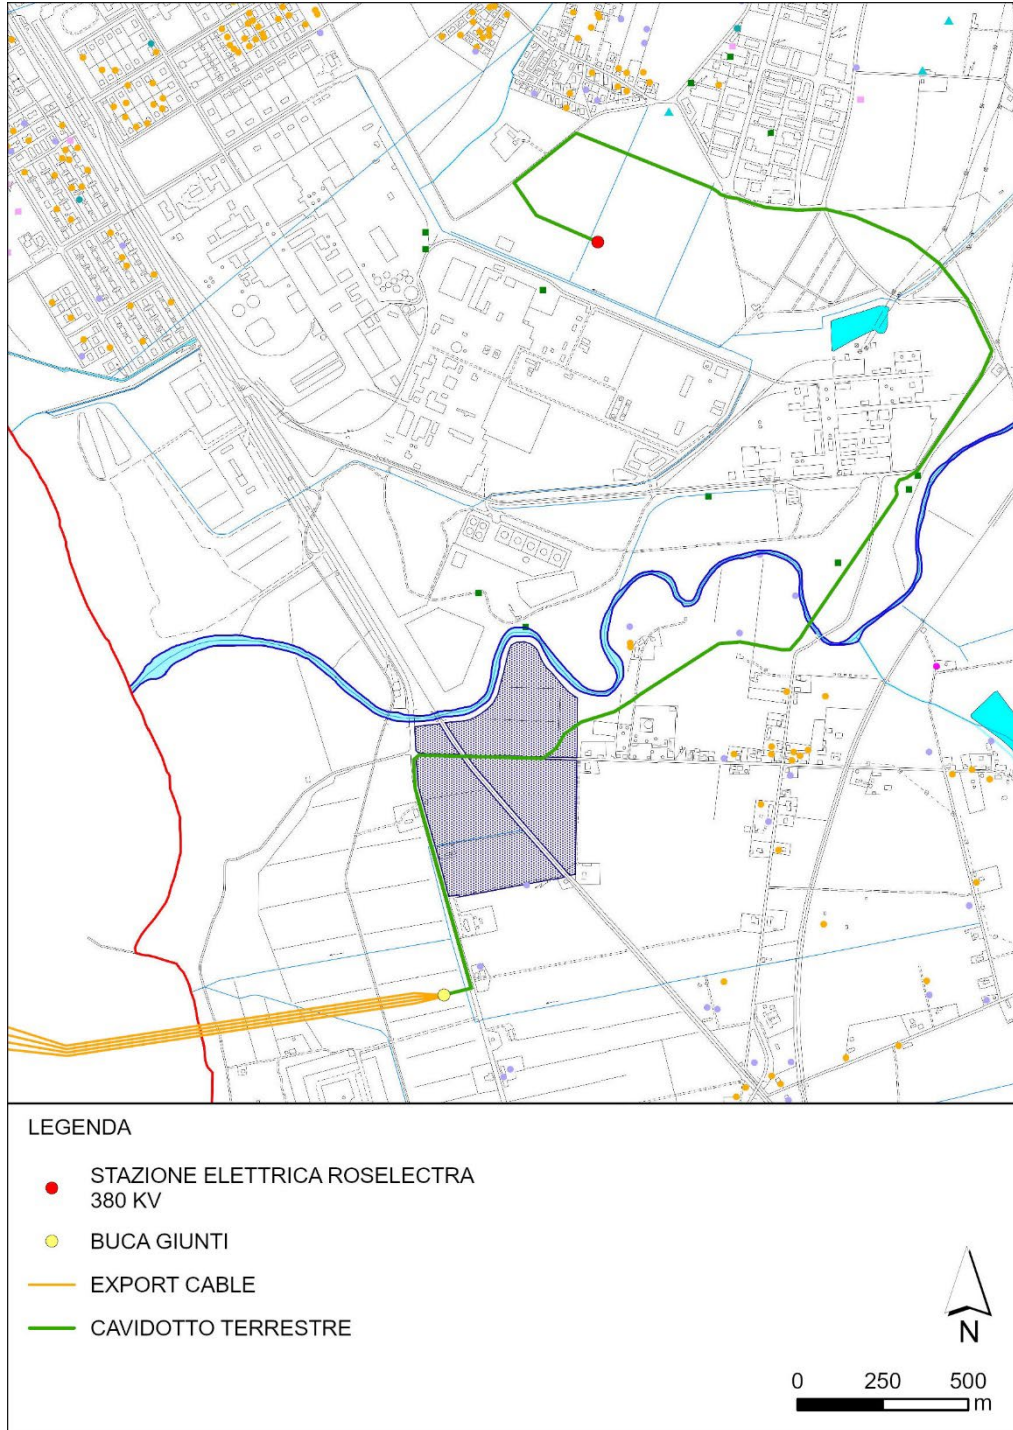 LEGENDA
STAZIONE ELETTRICA ROSELECTRA
380 KV
BUCA GIUNTI
EXPORT CABLE
CAVIDOTTO TERRESTRE
N
0 250 500
m